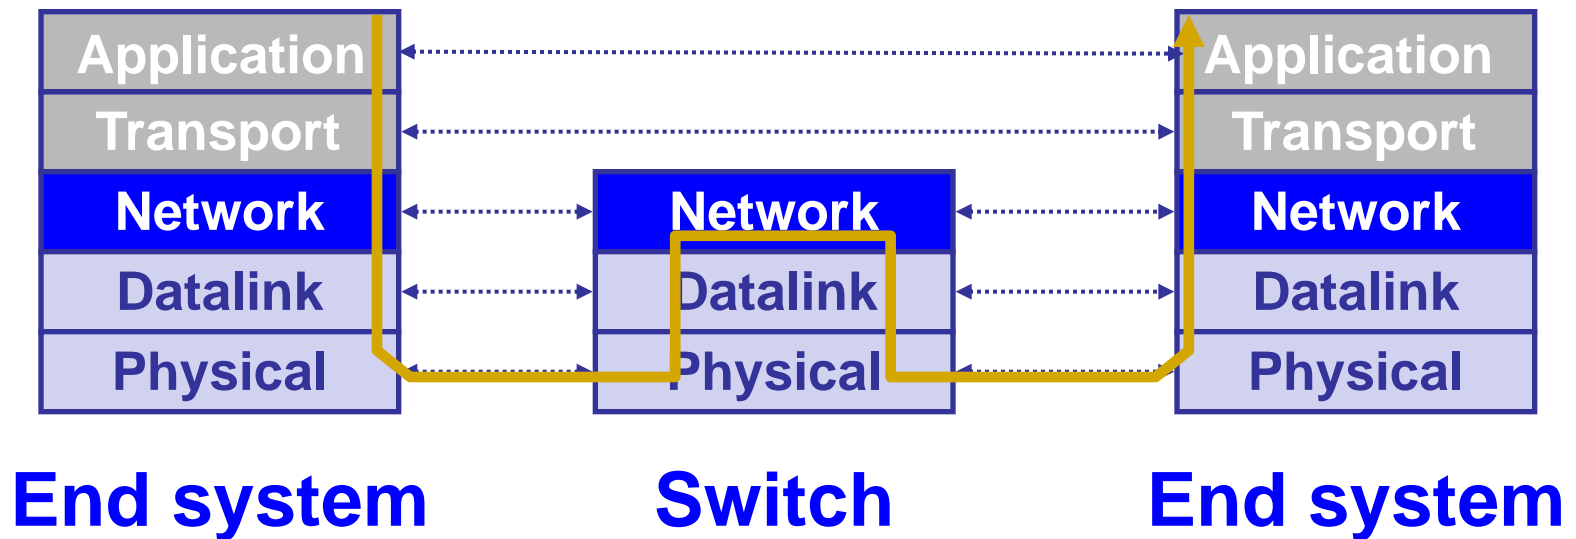 Application
Transport
Network
Datalink
Physical
End system
Network
Datalink
Physical
Switch
Application
Transport
Network
Datalink
Physical
End system